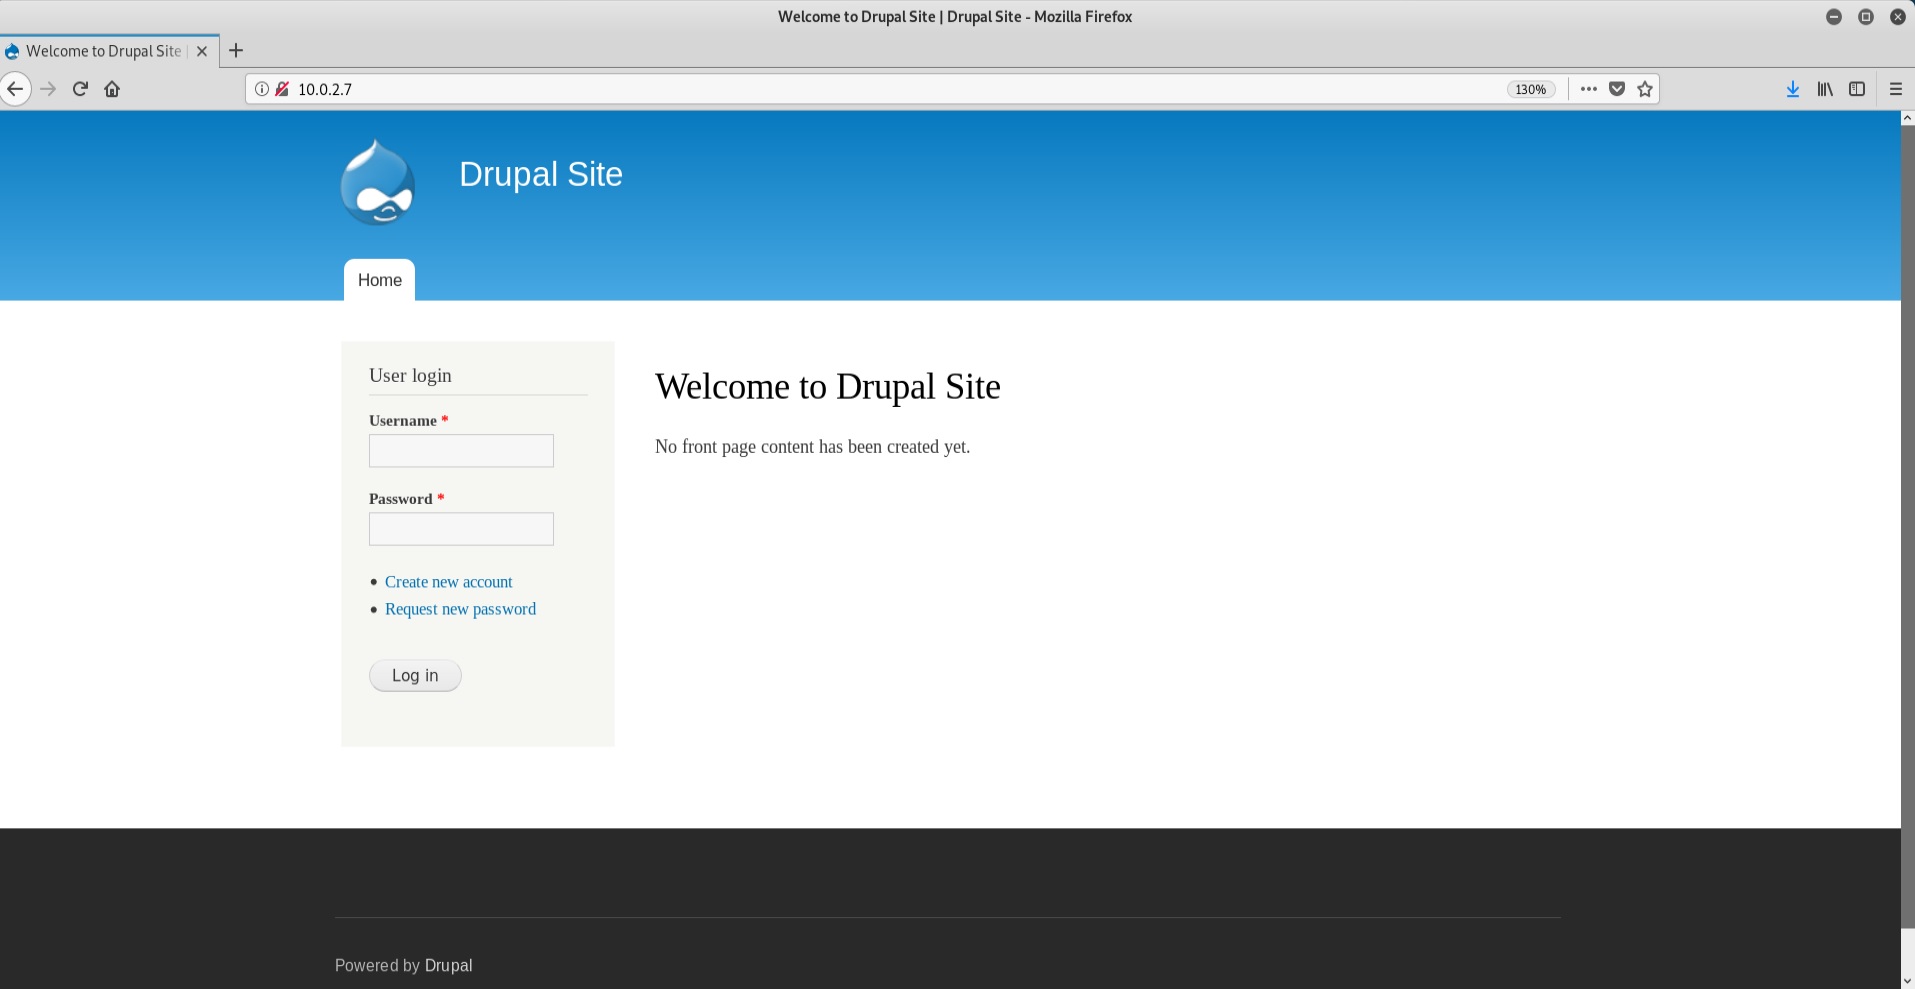 Welcome to Drupal Site | Drupal Site - Mozilla Firefox
Welcome to Drupal Site |
10.0.2.7
130%
Drupal Site
Home
User login
Username *
Password *
Create new account
Request new password
Log in
Welcome to Drupal Site
No front page content has been created yet.
Powered by Drupal